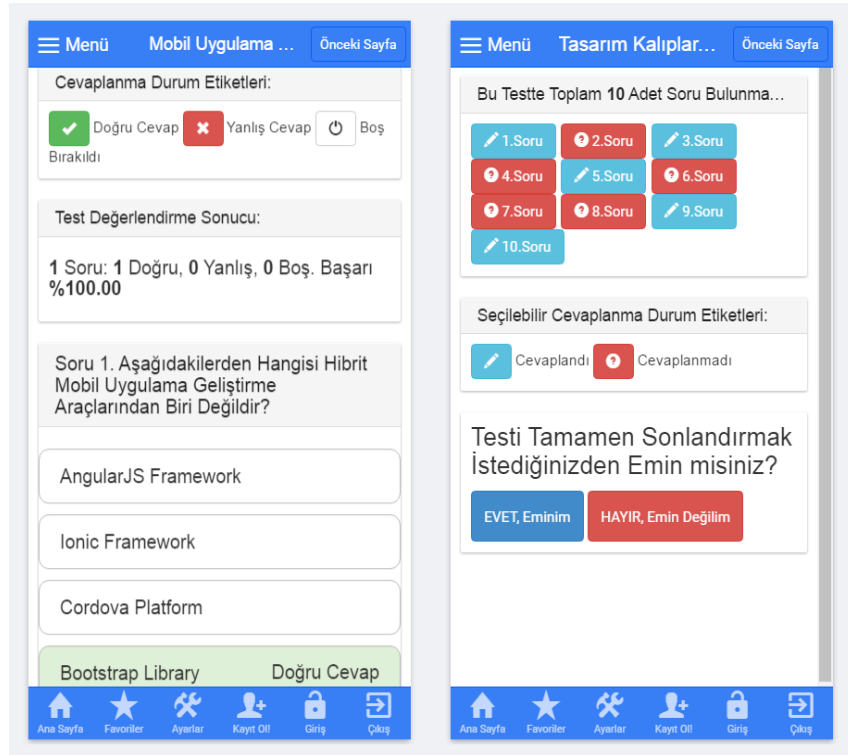 Menü
Mobil Uygulama ...
Önceki Sayfa
Cevaplanma Durum Etiketleri:
Doğru Cevap Yanlış Cevap Boş
Bırakıldı
Test Değerlendirme Sonucu:
1 Soru: 1 Doğru, 0 Yanlış, 0 Boş. Başarı
%100.00
Soru 1. Aşağıdakilerden Hangisi Hibrit
Mobil Uygulama Geliştirme
Araçlarından Biri Değildir?
AngularJS Framework
Ionic Framework
Cordova Platform
Bootstrap Library Doğru Cevap
Ana Sayfa Favoriler Ayarlar Kayıt Ol! Giriş Çıkış
Menü
Tasarım Kalıplar...
Önceki Sayfa
Bu Testte Toplam 10 Adet Soru Bulunma...
1.Soru 2.Soru 3.Soru
4.Soru 5.Soru 6.Soru
7.Soru 8.Soru 9.Soru
10.Soru
Seçilebilir Cevaplanma Durum Etiketleri:
Cevaplandı Cevaplanmadı
Testi Tamamen Sonlandırmak
İstediğinizden Emin misiniz?
EVET, Eminim HAYIR, Emin Değilim
Ana Sayfa Favoriler Ayarlar Kayıt Ol! Giriş Çıkış